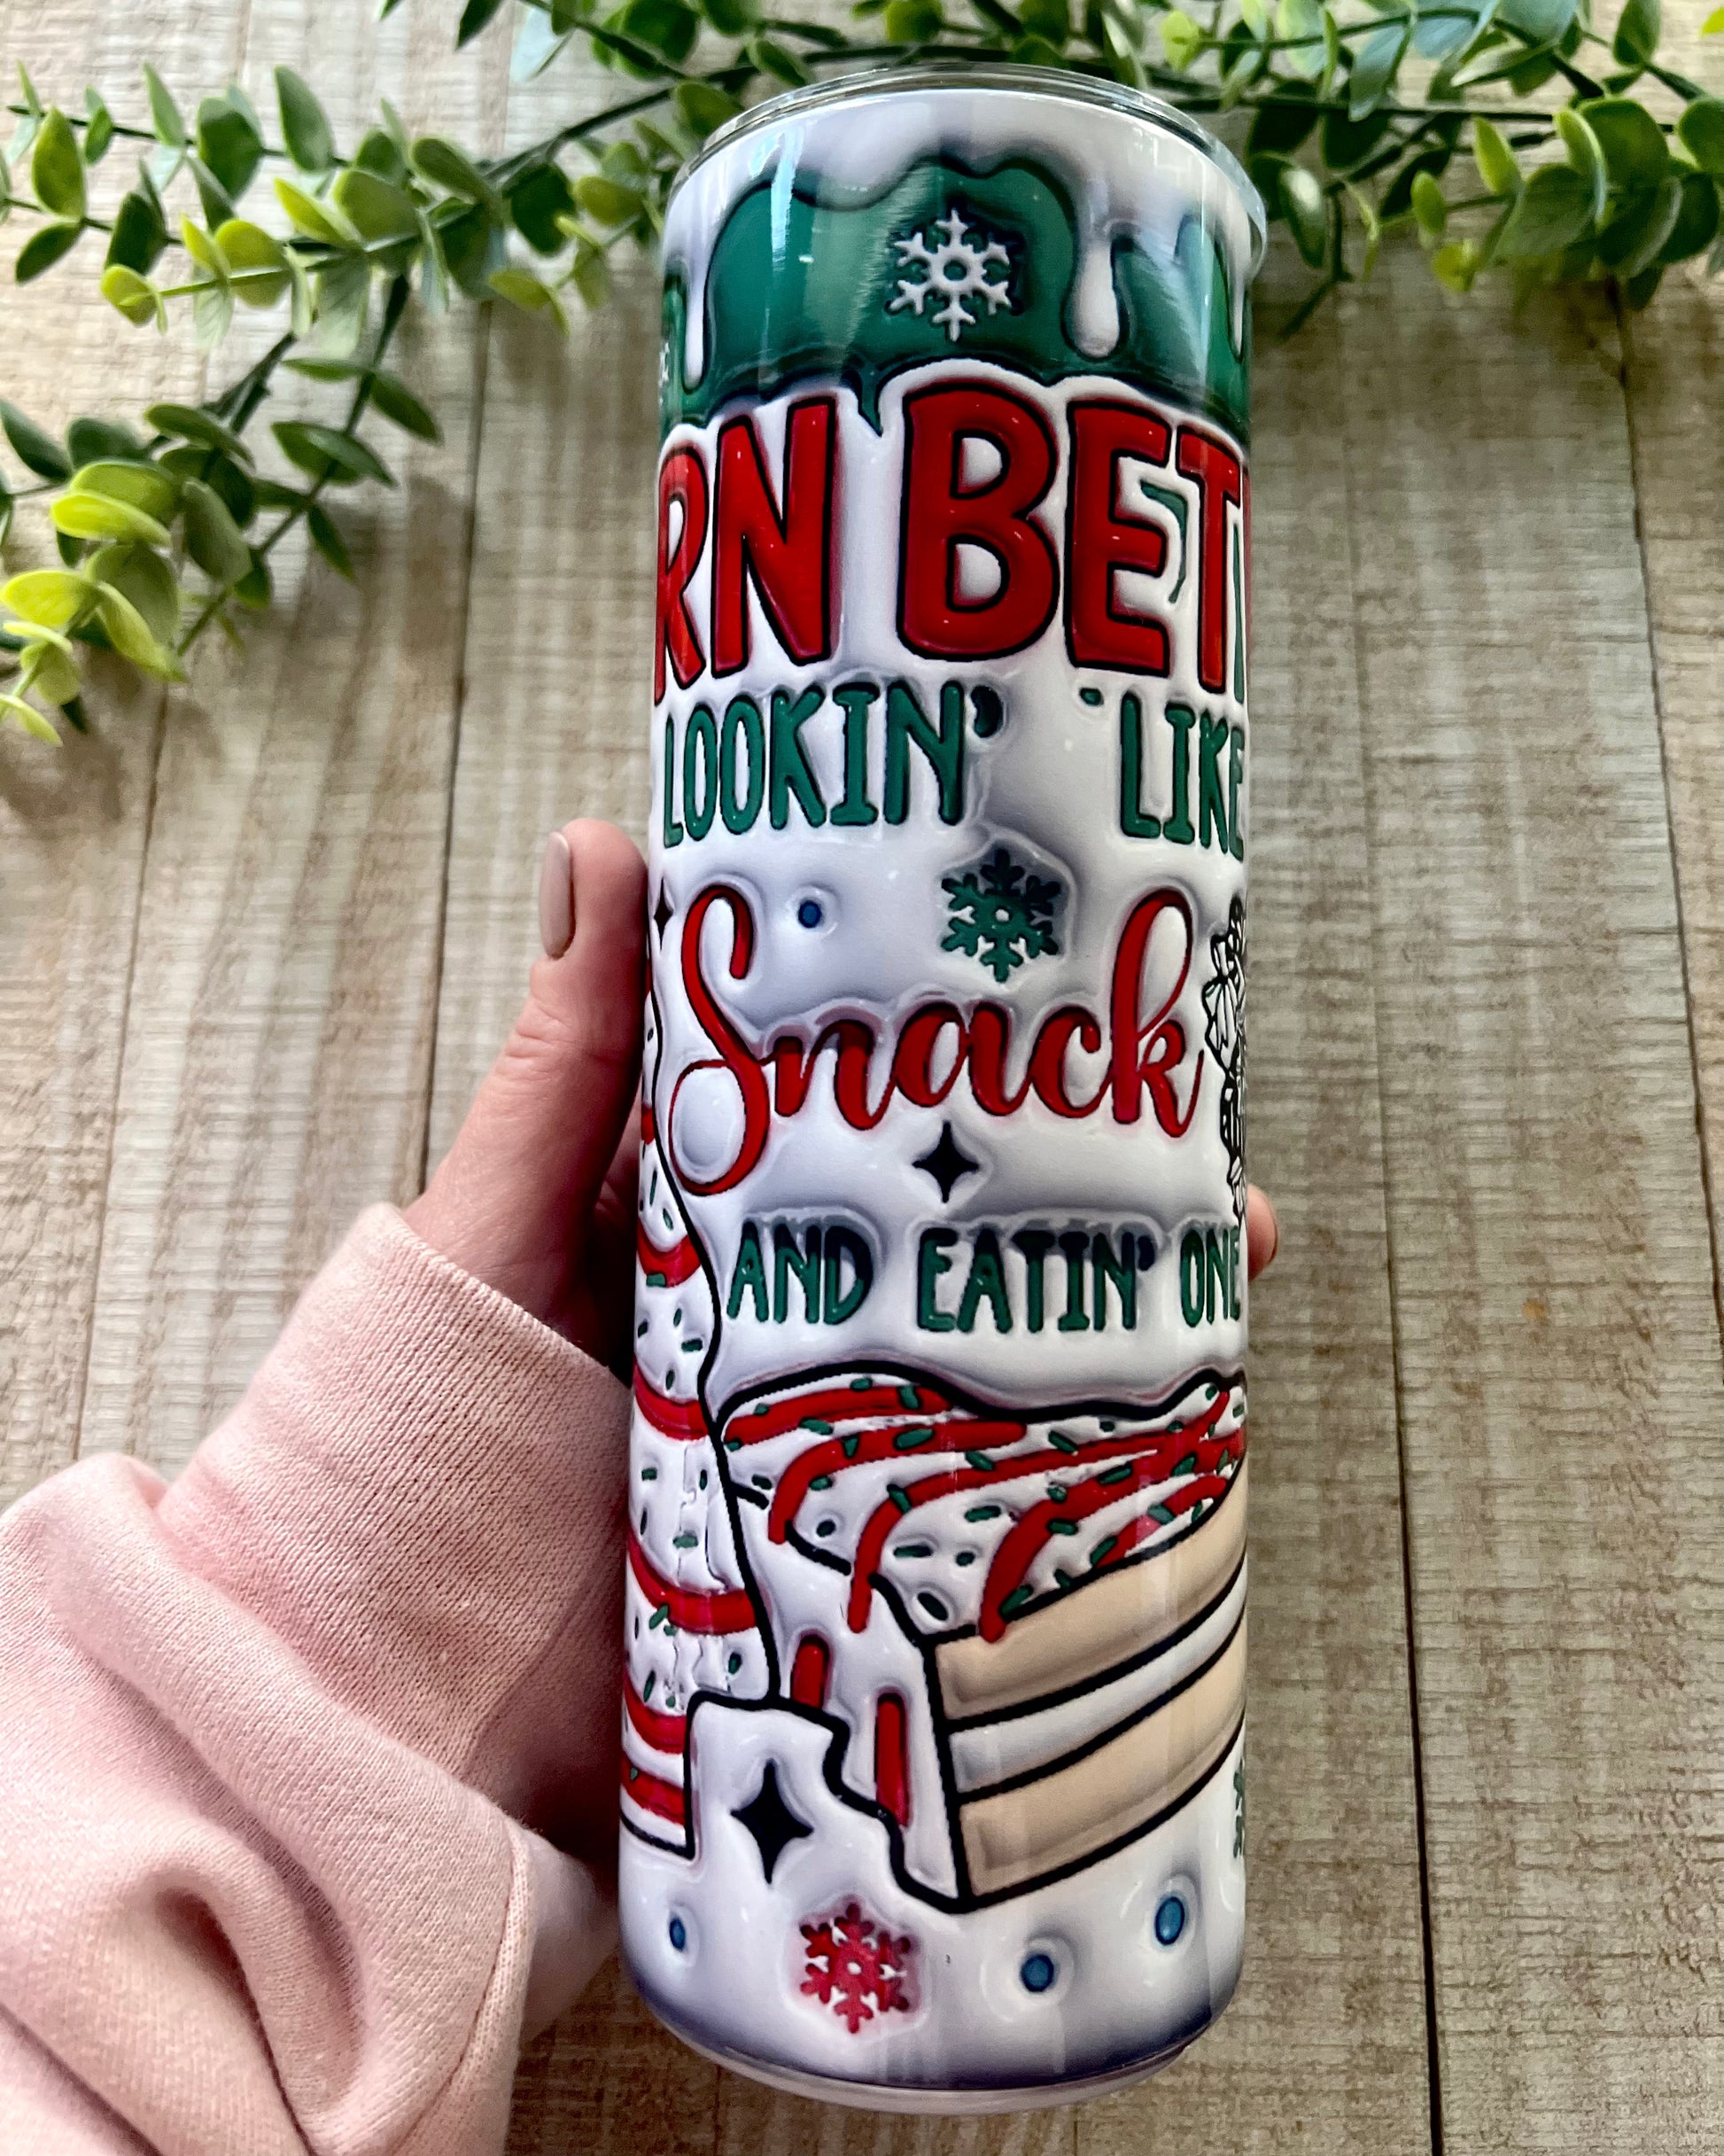 RN BET
LOOKIN' LIKE
Snack
AND EATIN' ONE